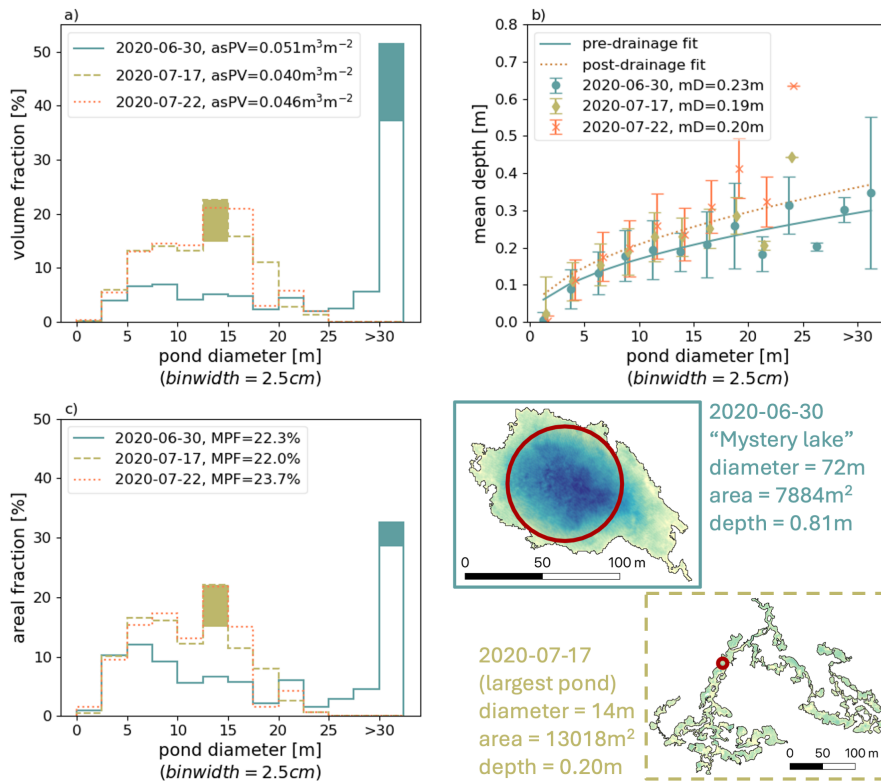 a)
2020-06-30, asPV=0.051m³m⁻²
2020-07-17, asPV=0.040m³m⁻²
2020-07-22, asPV=0.046m³m⁻²
volume fraction [%]
50
40
30
20
10
0
0 5 10 15 20 25 >30
pond diameter [m]
(binwidth = 2.5cm)
b)
pre-drainage fit
post-drainage fit
2020-06-30, mD=0.23m
2020-07-17, mD=0.19m
2020-07-22, mD=0.20m
mean depth [m]
0.8
0.7
0.6
0.5
0.4
0.3
0.2
0.1
0.0
0 5 10 15 20 25 >30
pond diameter [m]
(binwidth = 2.5cm)
c)
2020-06-30, MPF=22.3%
2020-07-17, MPF=22.0%
2020-07-22, MPF=23.7%
areal fraction [%]
50
40
30
20
10
0
0 5 10 15 20 25 >30
pond diameter [m]
(binwidth = 2.5cm)
0 50 100 m
2020-06-30
“Mystery lake”
diameter = 72m
area = 7884m²
depth = 0.81m
2020-07-17
(largest pond)
diameter = 14m
area = 13018m²
depth = 0.20m
0 50 100 m